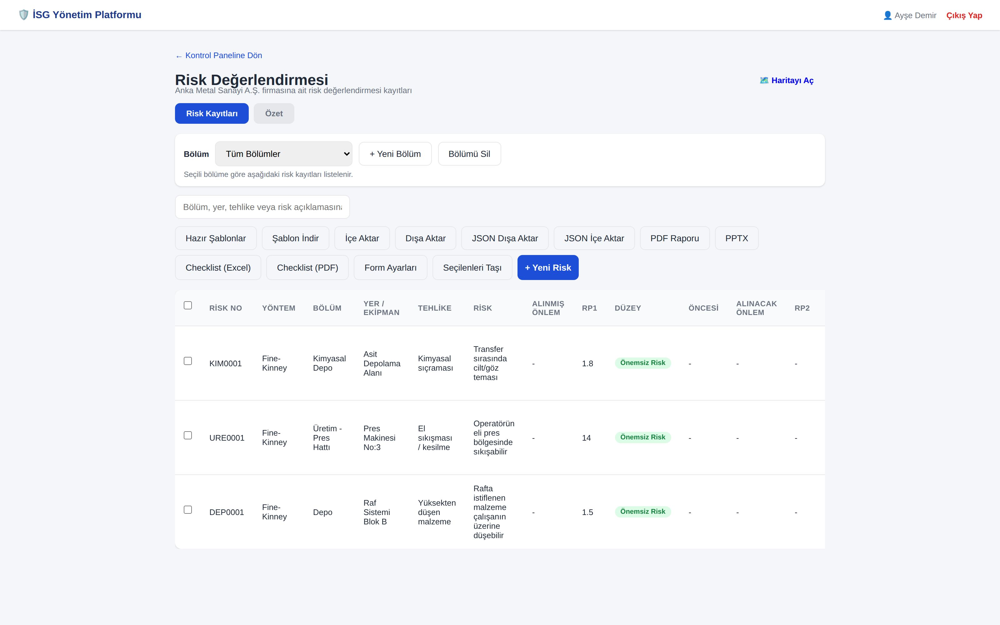 İSG Yönetim Platformu
Ayşe Demir
Çıkış Yap
← Kontrol Paneline Dön
Risk Değerlendirmesi
Haritayı Aç
Anka Metal Sanayi A.Ş. firmasına ait risk değerlendirmesi kayıtları
Risk Kayıtları
Özet
Bölüm
Tüm Bölümler
+ Yeni Bölüm
Bölümü Sil
Seçili bölüme göre aşağıdaki risk kayıtları listelenir.
Bölüm, yer, tehlike veya risk açıklamasına
Hazır Şablonlar
Şablon İndir
İçe Aktar
Dışa Aktar
JSON Dışa Aktar
JSON İçe Aktar
PDF Raporu
PPTX
Checklist (Excel)
Checklist (PDF)
Form Ayarları
Seçilenleri Taşı
+ Yeni Risk
RİSK NO
YÖNTEM
BÖLÜM
YER /
EKİPMAN
TEHLİKE
RİSK
ALINMIŞ
ÖNLEM
RP1
DÜZEY
ÖNCESİ
ALINACAK
ÖNLEM
RP2
KIM0001
Fine-
Kinney
Kimyasal
Depo
Asit
Depolama
Alanı
Kimyasal
sıçraması
Transfer
sırasında
cilt/göz
teması
-
1.8
Önemsiz Risk
-
-
-
URE0001
Fine-
Kinney
Üretim -
Pres
Hattı
Pres
Makinesi
No:3
El
sıkışması
/ kesilme
Operatörün
eli pres
bölgesinde
sıkışabilir
-
14
Önemsiz Risk
-
-
-
DEP0001
Fine-
Kinney
Depo
Raf
Sistemi
Blok B
Yüksekten
düşen
malzeme
Rafta
istiflenen
malzeme
çalışanın
üzerine
düşebilir
-
1.5
Önemsiz Risk
-
-
-